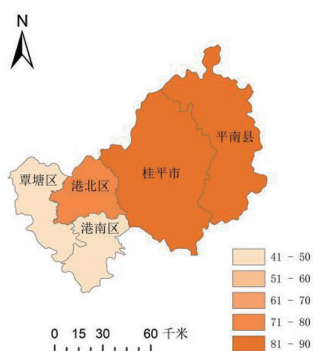 N
平南县
桂平市
覃塘区
港北区
港南区
41 - 50
51 - 60
61 - 70
71 - 80
81 - 90
0 15 30 60 千米